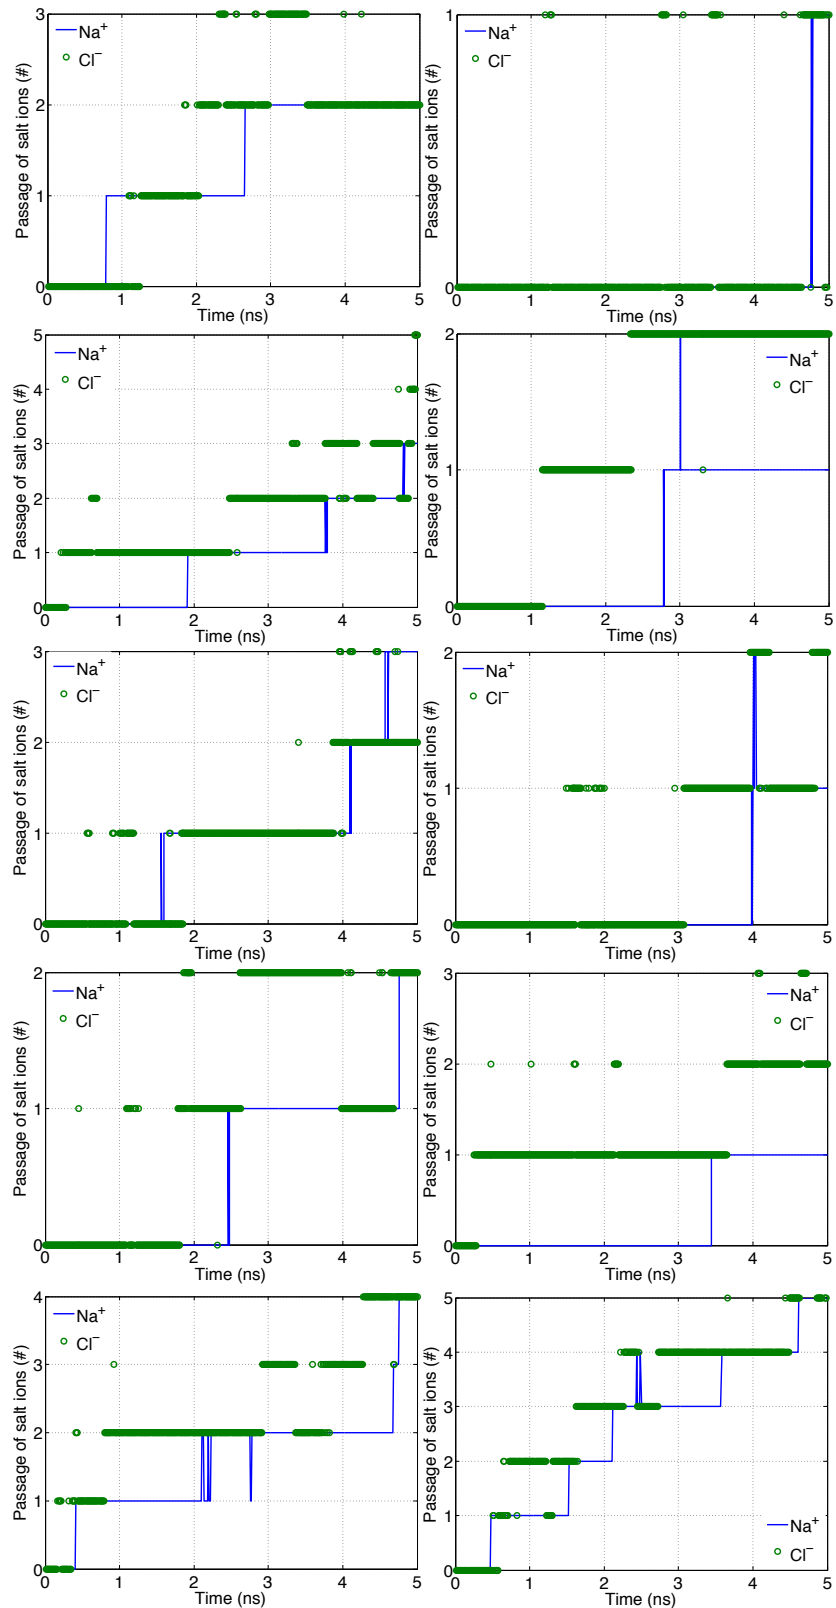 Passage of salt ions (#)
3
2
1
0
Na+
Cl−
0 1 2 3 4 5
Time (ns)
Passage of salt ions (#)
1
0
Na+
Cl−
0 1 2 3 4 5
Time (ns)
Passage of salt ions (#)
5
4
3
2
1
0
Na+
Cl−
0 1 2 3 4 5
Time (ns)
Passage of salt ions (#)
2
1
0
Na+
Cl−
0 1 2 3 4 5
Time (ns)
Passage of salt ions (#)
3
2
1
0
Na+
Cl−
0 1 2 3 4 5
Time (ns)
Passage of salt ions (#)
2
1
0
Na+
Cl−
0 1 2 3 4 5
Time (ns)
Passage of salt ions (#)
2
1
0
Na+
Cl−
0 1 2 3 4 5
Time (ns)
Passage of salt ions (#)
3
2
1
0
Na+
Cl−
0 1 2 3 4 5
Time (ns)
Passage of salt ions (#)
4
3
2
1
0
Na+
Cl−
0 1 2 3 4 5
Time (ns)
Passage of salt ions (#)
5
4
3
2
1
0
Na+
Cl−
0 1 2 3 4 5
Time (ns)